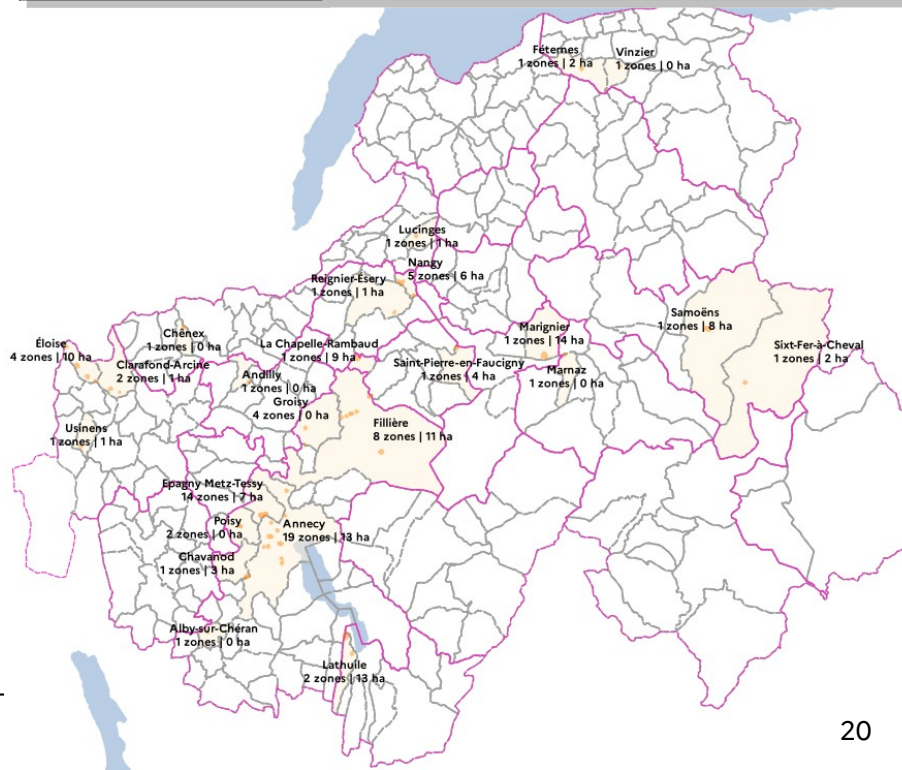 Féternes
1 zones | 2 ha
Vinzier
1 zones | 0 ha
Lucinges
1 zones | 1 ha
Nangy
5 zones | 6 ha
Reignier-Ésery
1 zones | 1 ha
Samoëns
1 zones | 8 ha
Sixt-Fer-à-Cheval
1 zones | 2 ha
Marignier
1 zones | 14 ha
Marnaz
1 zones | 0 ha
Chênex
1 zones | 0 ha
La Chapelle-Rambaud
1 zones | 9 ha
Saint-Pierre-en-Faucigny
1 zones | 4 ha
Éloise
4 zones | 10 ha
Clarafond-Arcine
2 zones | 1 ha
Andilly
1 zones | 0 ha
Groisy
4 zones | 0 ha
Fillière
8 zones | 11 ha
Usinens
1 zones | 1 ha
Epagny Metz-Tessy
14 zones | 7 ha
Poisy
2 zones | 0 ha
Annecy
19 zones | 13 ha
Chavanod
1 zones | 3 ha
Alby-sur-Chéran
1 zones | 0 ha
Lathuile
2 zones | 13 ha
20